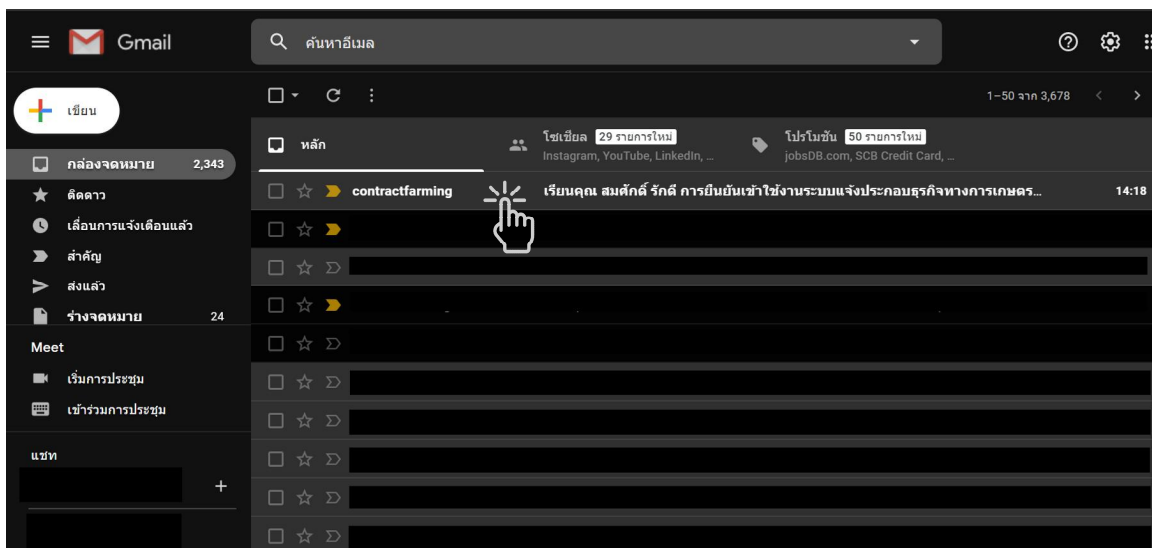 Gmail
ค้นหาอีเมล
เขียน
1–50 จาก 3,678
หลัก
โซเชียล 29 รายการใหม่
Instagram, YouTube, LinkedIn, ...
โปรโมชัน 50 รายการใหม่
jobsDB.com, SCB Credit Card, ...
กล่องจดหมาย 2,343
contractfarming เรียนคุณ สมศักดิ์ รักดี การยืนยันเข้าใช้งานระบบแจ้งประกอบธุรกิจทางการเกษตร... 14:18
ติดดาว
เลื่อนการแจ้งเตือนแล้ว
สำคัญ
ส่งแล้ว
ร่างจดหมาย 24
Meet
เริ่มการประชุม
เข้าร่วมการประชุม
แชท